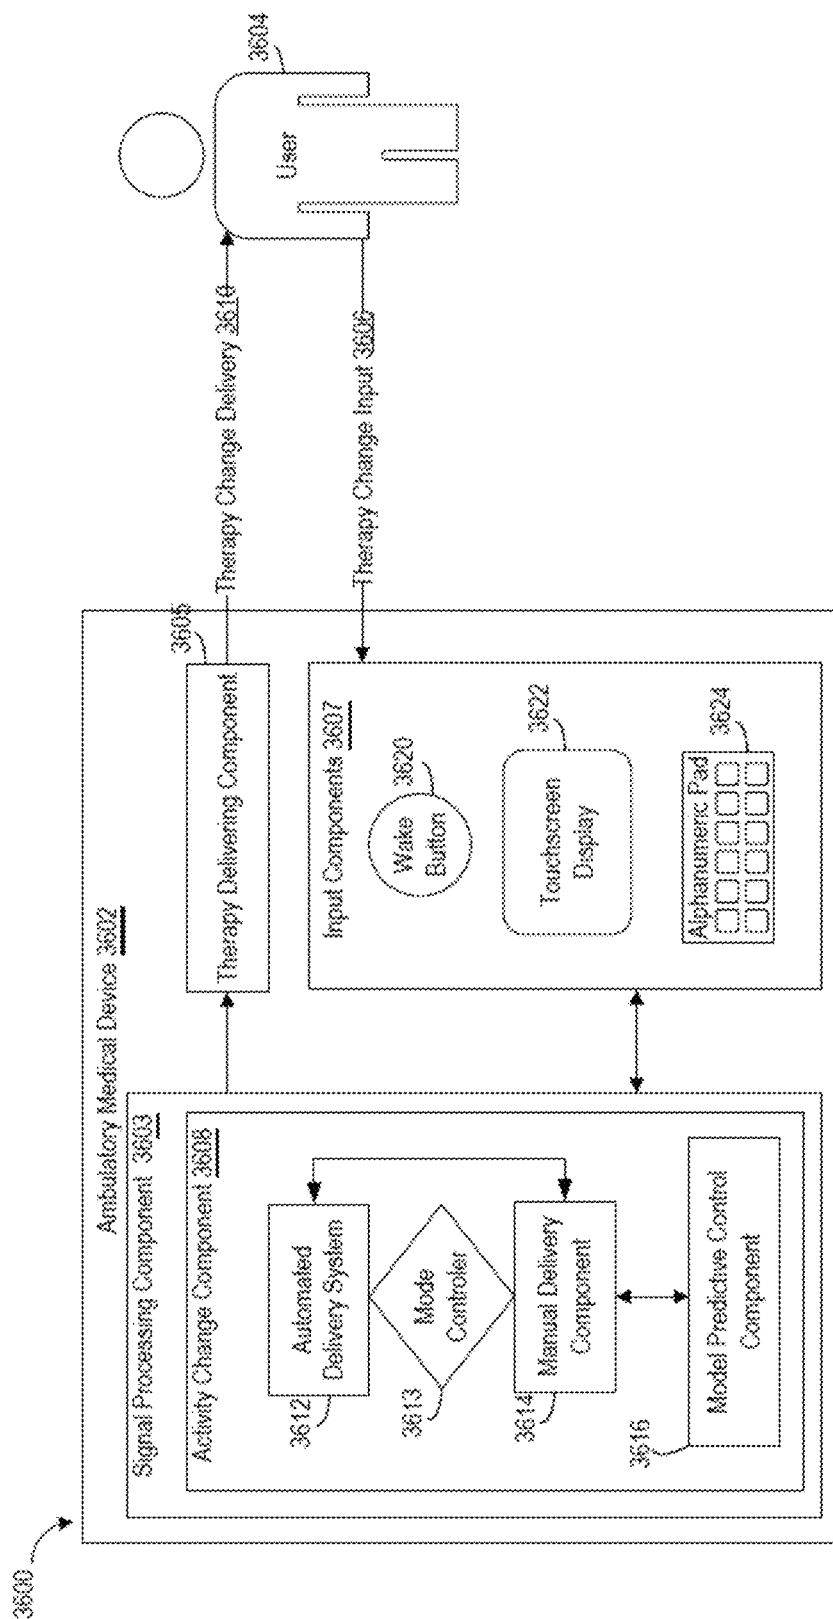 3600
Ambulatory Medical Device 3602
Signal Processing Component 3603
Activity Change Component 3608
Automated
Delivery System
3612
Mode
Controler
3613
Manual Delivery
Component
3614
Model Predictive Control
Component
3616
Therapy Delivering Component
3605
Input Components 3607
Wake
Button
3620
Touchscreen
Display
3622
Alphanumeric Pad
3624
Therapy Change Delivery 3610
Therapy Change Input 3606
User
3604